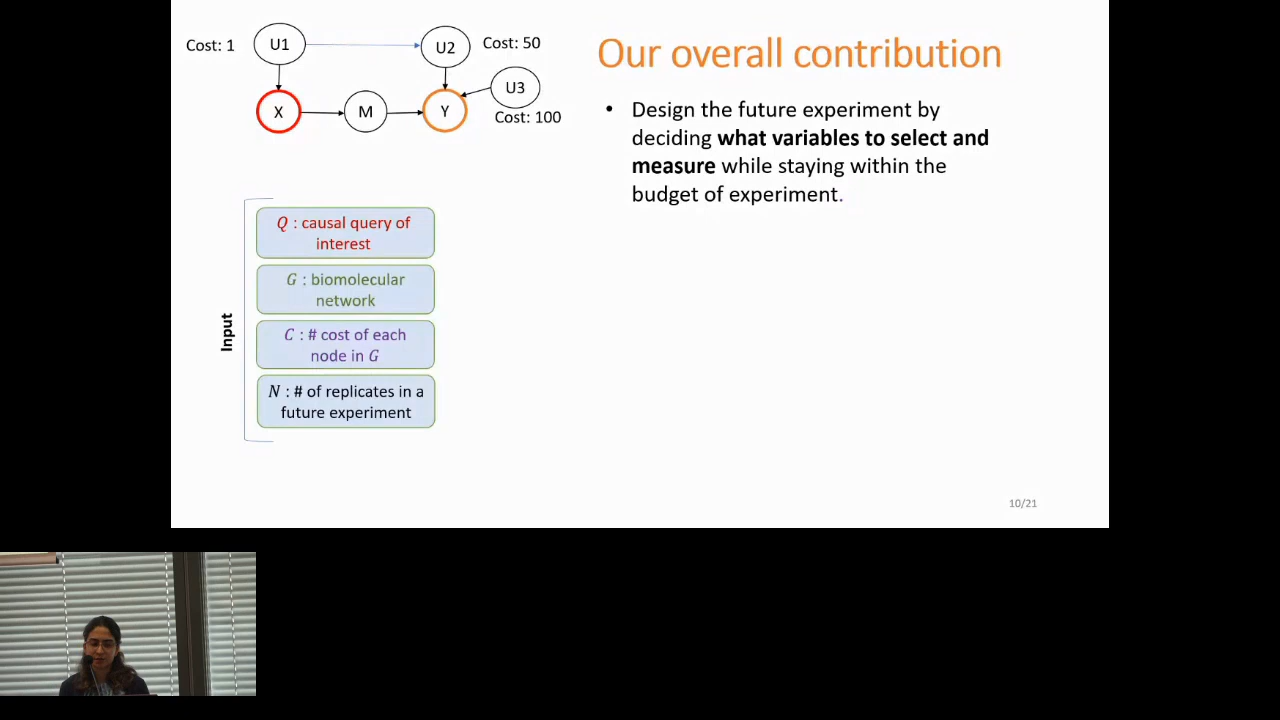 Our overall contribution
Cost: 1
U1
U2
Cost: 50
U3
Cost: 100
X
M
Y
• Design the future experiment by
deciding what variables to select and
measure while staying within the
budget of experiment.
Input
Q : causal query of
interest
G : biomolecular
network
C : # cost of each
node in G
N : # of replicates in a
future experiment
10/21